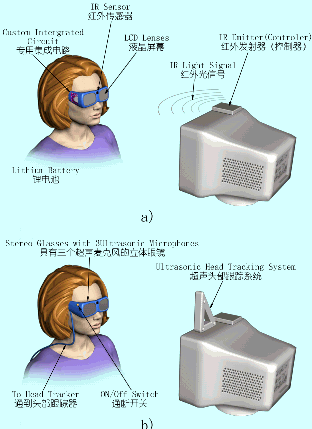 IR Sensor
红外传感器
Custom Intergrated
Circuit
专用集成电路
LCD Lenses
液晶屏幕
IR Emitter(Controler)
红外发射器（控制器）
IR Light Signal
红外光信号
Lithium Battery
锂电池
a)
Stereo Glasses with 3Ultrasonic Microphones
具有三个超声麦克风的立体眼镜
Ultrasonic Head Tracking System
超声头部跟踪系统
To Head Tracker
通到头部跟踪器
ON/Off Switch
通断开关
b)